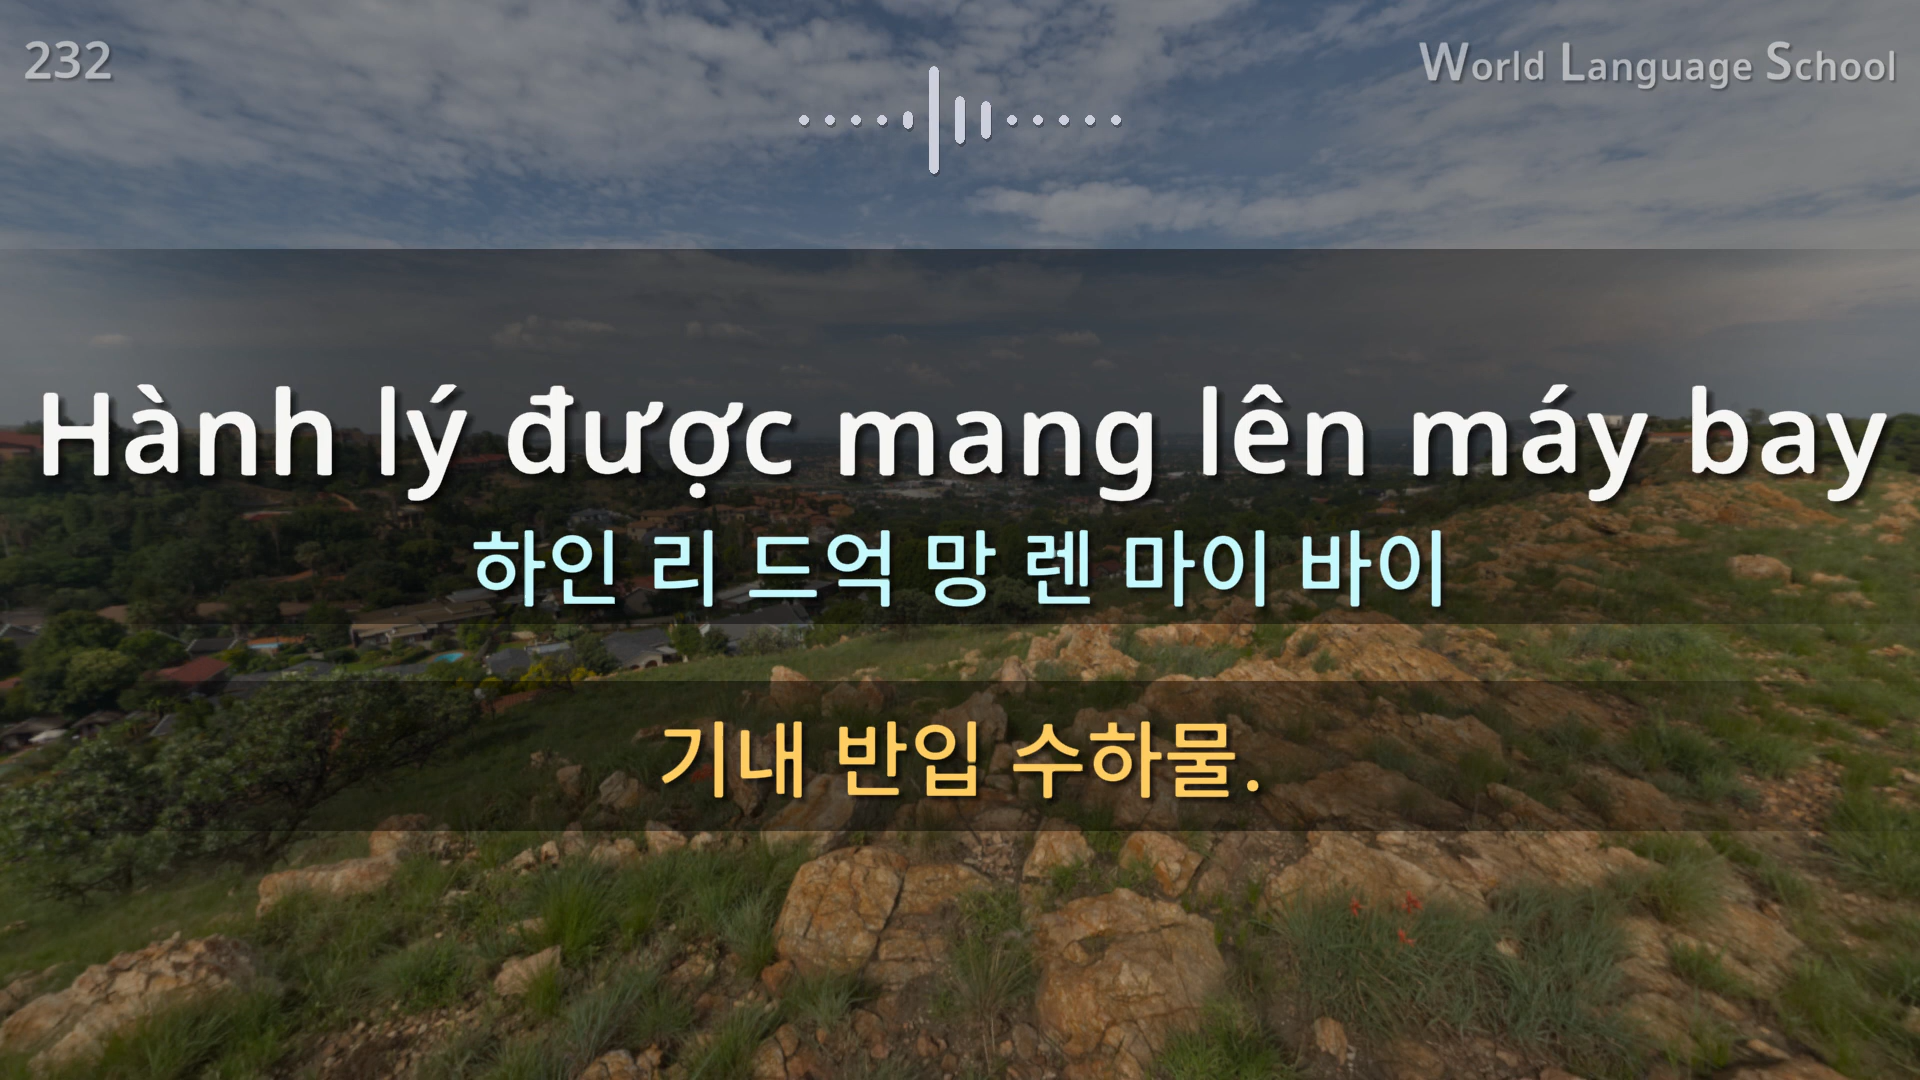 232
World Language School
Hành lý được mang lên máy bay
하인 리 드억 망 렌 마이 바이
기내 반입 수하물.